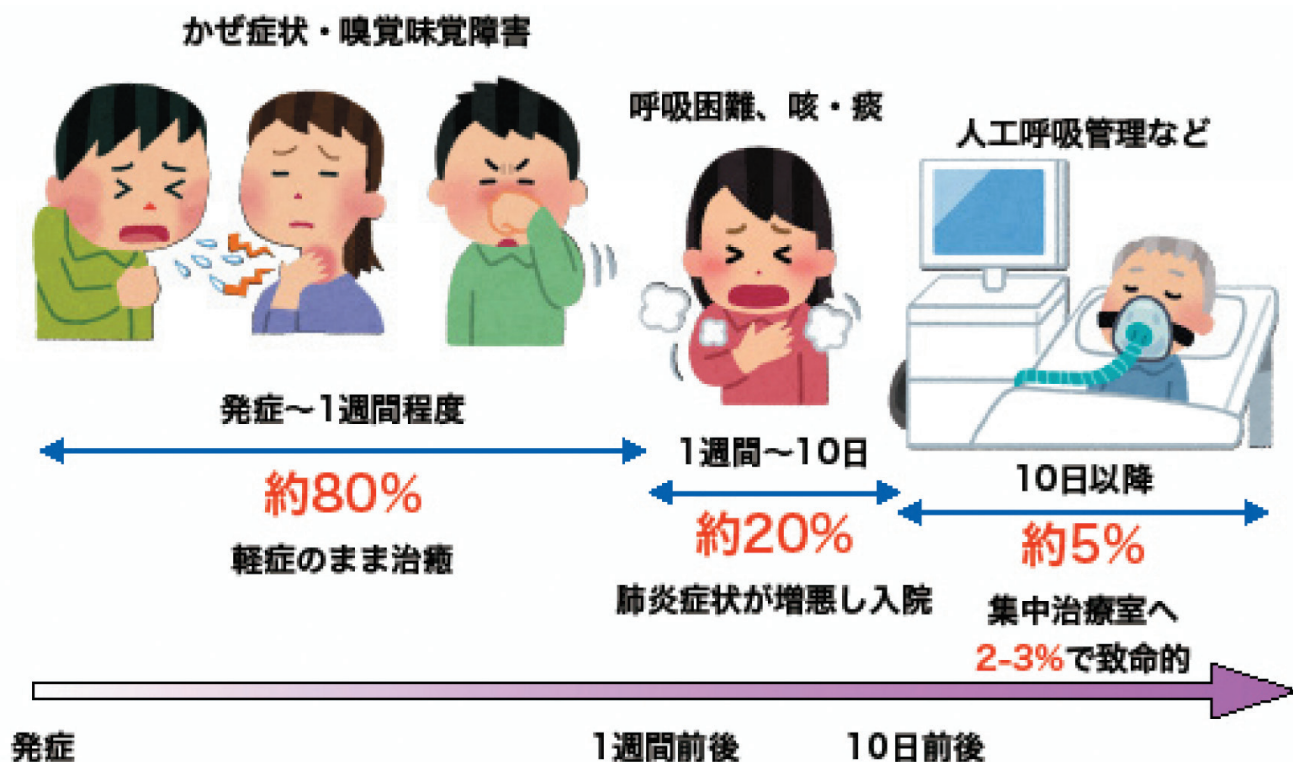 かぜ症状・嗅覚味覚障害
呼吸困難、咳・痰
人工呼吸管理など
発症〜1週間程度
約80%
軽症のまま治癒
1週間〜10日
約20%
肺炎症状が増悪し入院
10日以降
約5%
集中治療室へ
2-3%で致命的
発症
1週間前後
10日前後